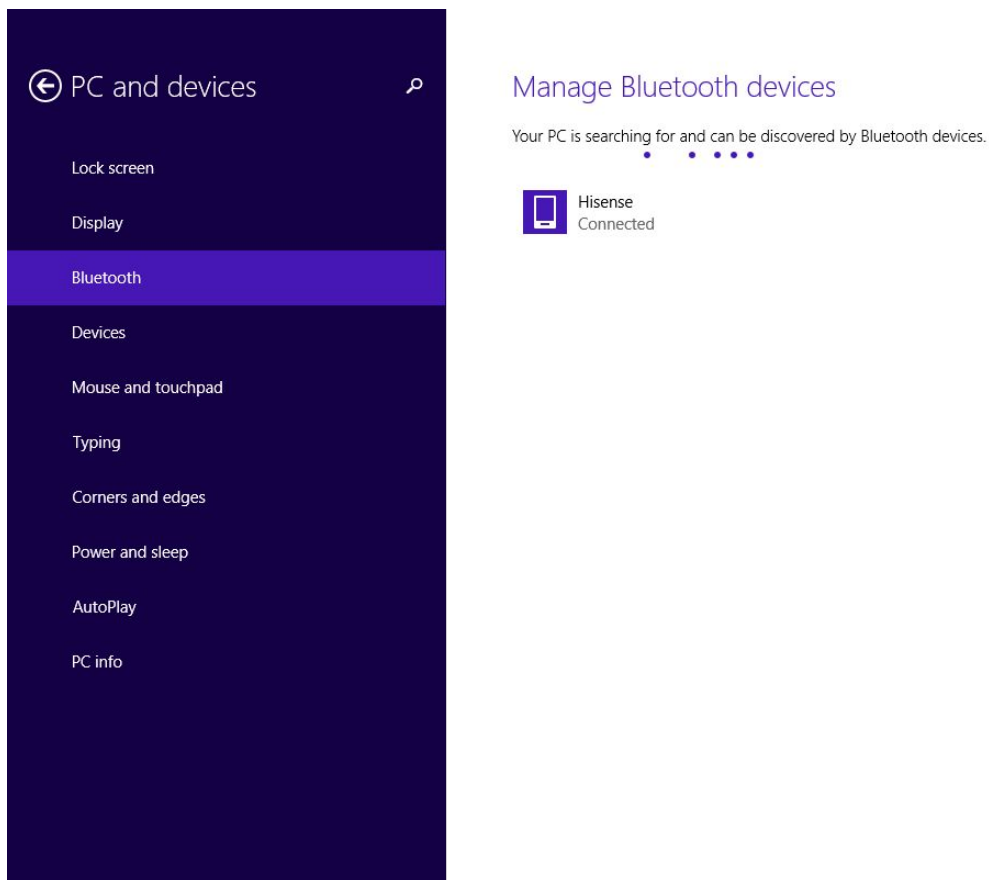 PC and devices
Lock screen
Display
Bluetooth
Devices
Mouse and touchpad
Typing
Corners and edges
Power and sleep
AutoPlay
PC info
Manage Bluetooth devices
Your PC is searching for and can be discovered by Bluetooth devices.
Hisense
Connected